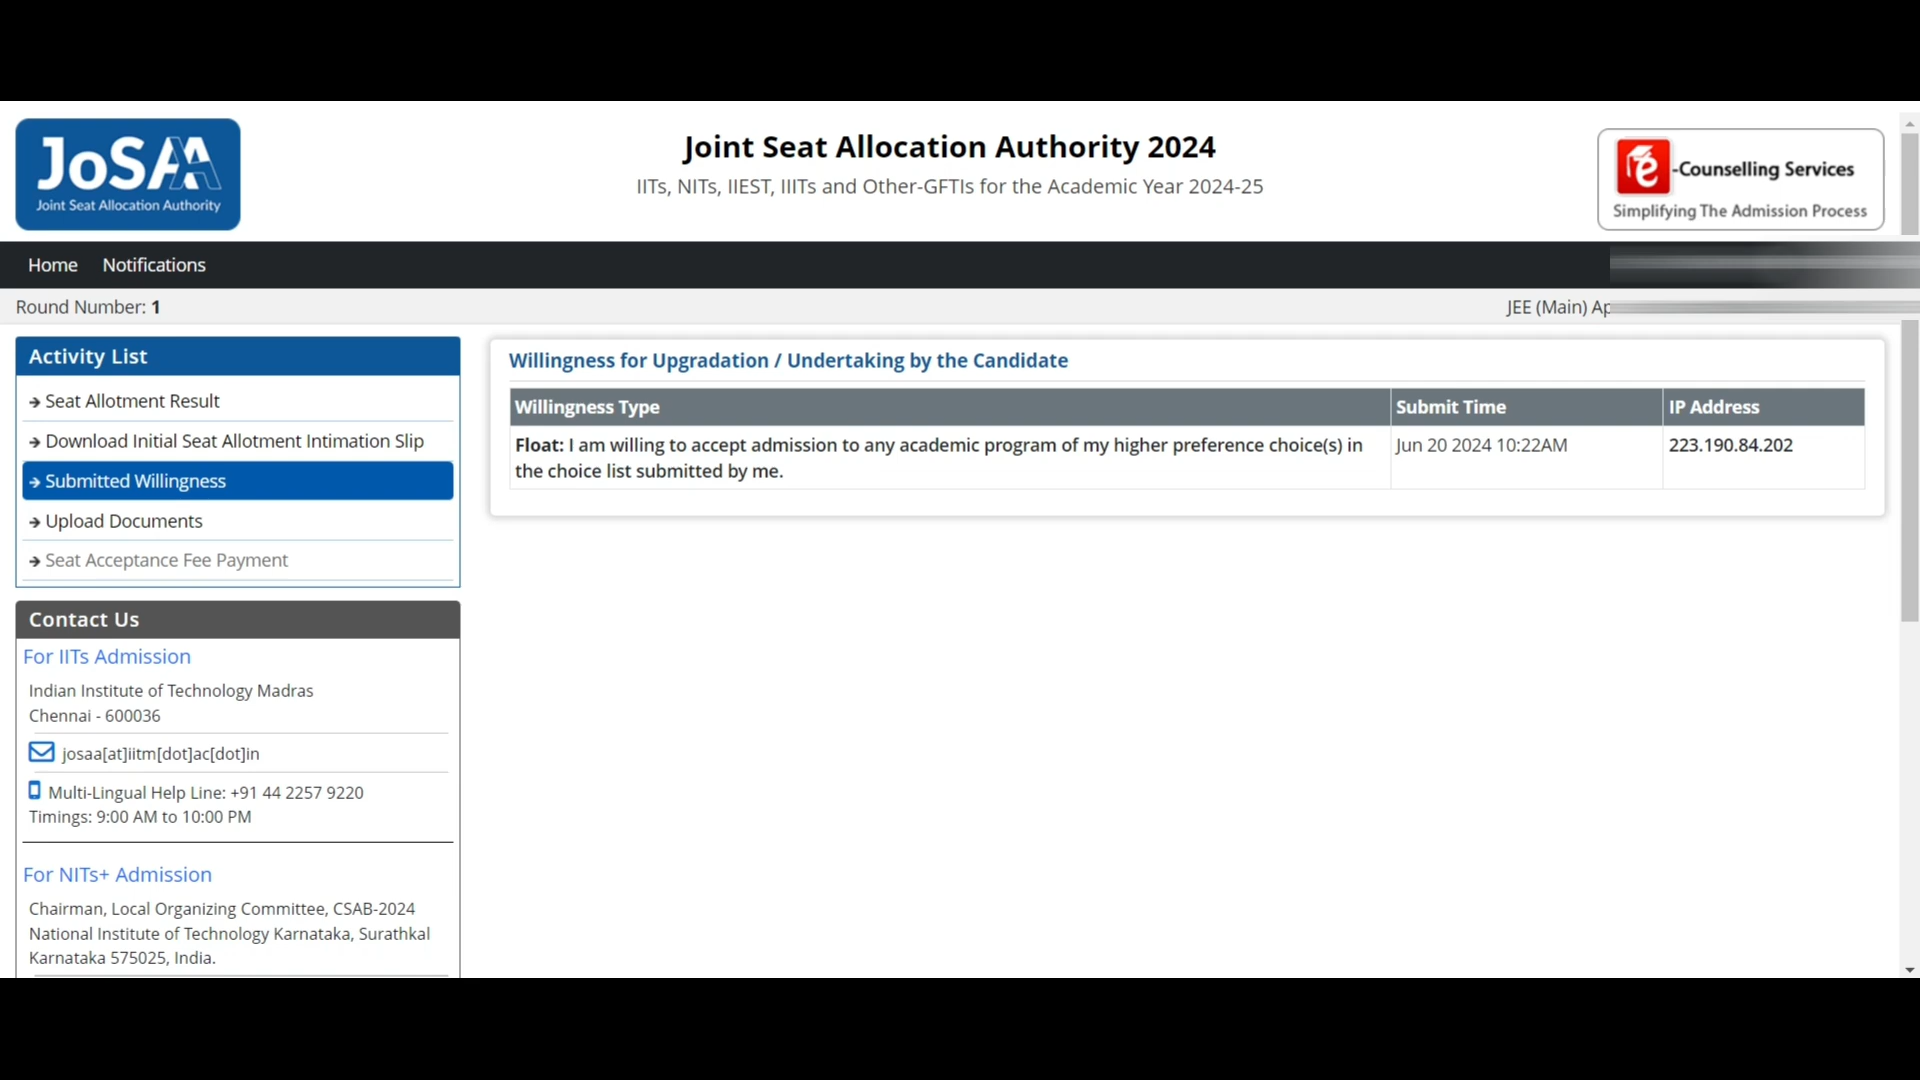 JoSAA
Joint Seat Allocation Authority
Joint Seat Allocation Authority 2024
IITs, NITs, IIEST, IIITs and Other-GFTIs for the Academic Year 2024-25
e-Counselling Services
Simplifying The Admission Process
Home Notifications
Round Number: 1
JEE (Main)
Activity List
Seat Allotment Result
Download Initial Seat Allotment Intimation Slip
Submitted Willingness
Upload Documents
Seat Acceptance Fee Payment
Willingness for Upgradation / Undertaking by the Candidate
Willingness Type Submit Time IP Address
Float: I am willing to accept admission to any academic program of my higher preference choice(s) in Jun 20 2024 10:22AM 223.190.84.202
the choice list submitted by me.
Contact Us
For IITs Admission
Indian Institute of Technology Madras
Chennai - 600036
josaa[at]iitm[dot]ac[dot]in
Multi-Lingual Help Line: +91 44 2257 9220
Timings: 9:00 AM to 10:00 PM
For NITs+ Admission
Chairman, Local Organizing Committee, CSAB-2024
National Institute of Technology Karnataka, Surathkal
Karnataka 575025, India.